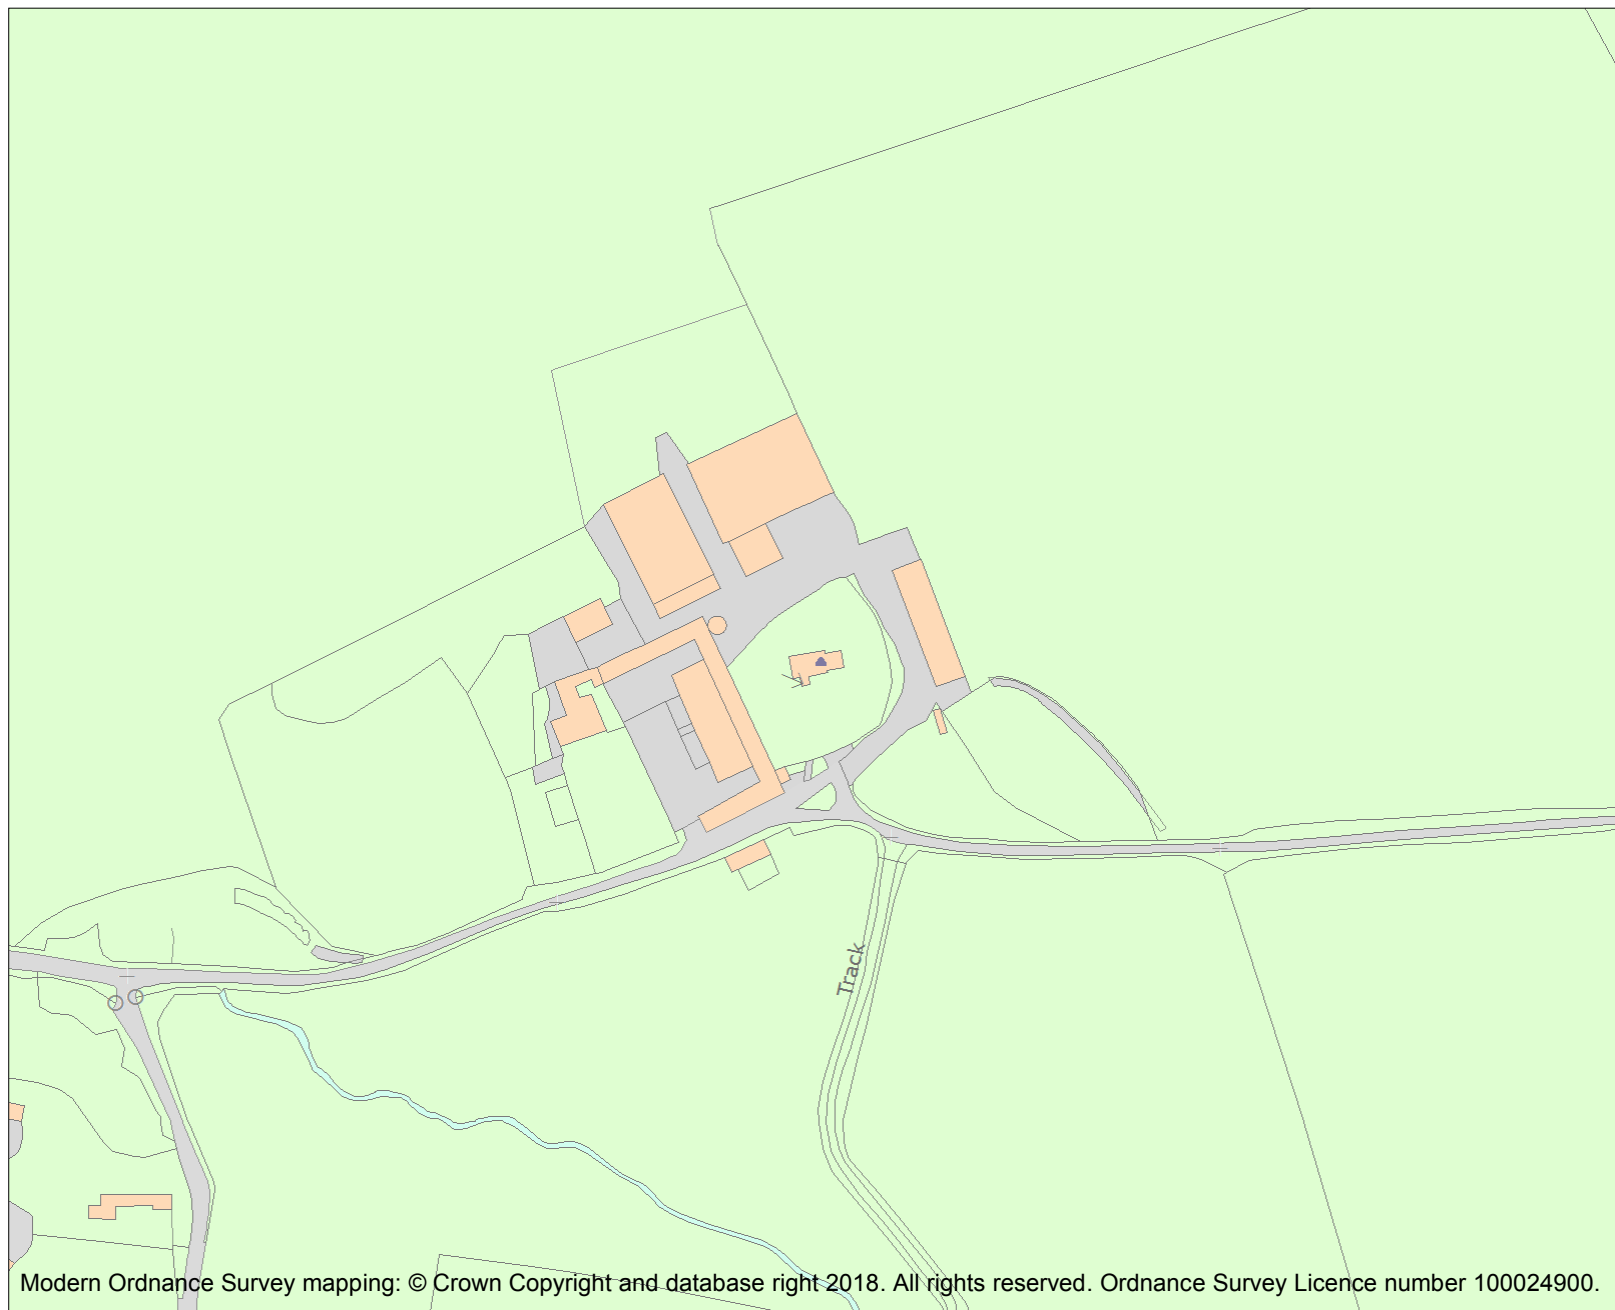 Track
Modern Ordnance Survey mapping: © Crown Copyright and database right 2018. All rights reserved. Ordnance Survey Licence number 100024900.